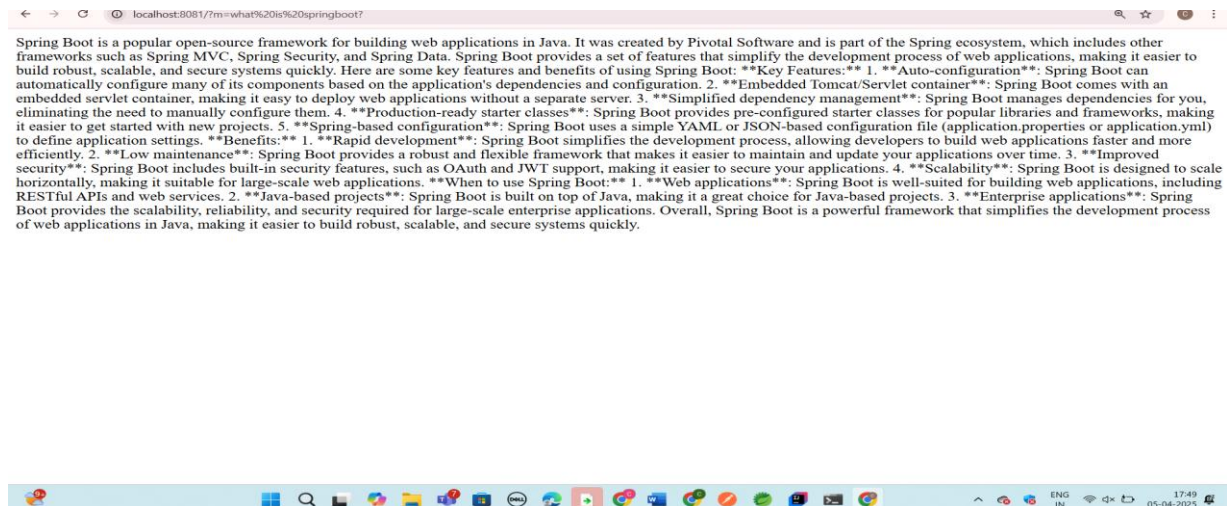 localhost:8081/?m=what%20is%20springboot?
Spring Boot is a popular open-source framework for building web applications in Java. It was created by Pivotal Software and is part of the Spring ecosystem, which includes other
frameworks such as Spring MVC, Spring Security, and Spring Data. Spring Boot provides a set of features that simplify the development process of web applications, making it easier to
build robust, scalable, and secure systems quickly. Here are some key features and benefits of using Spring Boot: **Key Features:** 1. **Auto-configuration**: Spring Boot can
automatically configure many of its components based on the application's dependencies and configuration. 2. **Embedded Tomcat/Servlet container**: Spring Boot comes with an
embedded servlet container, making it easy to deploy web applications without a separate server. 3. **Simplified dependency management**: Spring Boot manages dependencies for you,
eliminating the need to manually configure them. 4. **Production-ready starter classes**: Spring Boot provides pre-configured starter classes for popular libraries and frameworks, making
it easier to get started with new projects. 5. **Spring-based configuration**: Spring Boot uses a simple YAML or JSON-based configuration file (application.properties or application.yml)
to define application settings. **Benefits:** 1. **Rapid development**: Spring Boot simplifies the development process, allowing developers to build web applications faster and more
efficiently. 2. **Low maintenance**: Spring Boot provides a robust and flexible framework that makes it easier to maintain and update your applications over time. 3. **Improved
security**: Spring Boot includes built-in security features, such as OAuth and JWT support, making it easier to secure your applications. 4. **Scalability**: Spring Boot is designed to scale
horizontally, making it suitable for large-scale web applications. **When to use Spring Boot:** 1. **Web applications**: Spring Boot is well-suited for building web applications, including
RESTful APIs and web services. 2. **Java-based projects**: Spring Boot is built on top of Java, making it a great choice for Java-based projects. 3. **Enterprise applications**: Spring
Boot provides the scalability, reliability, and security required for large-scale enterprise applications. Overall, Spring Boot is a powerful framework that simplifies the development process
of web applications in Java, making it easier to build robust, scalable, and secure systems quickly.
ENG 17:49
IN 05-04-2025